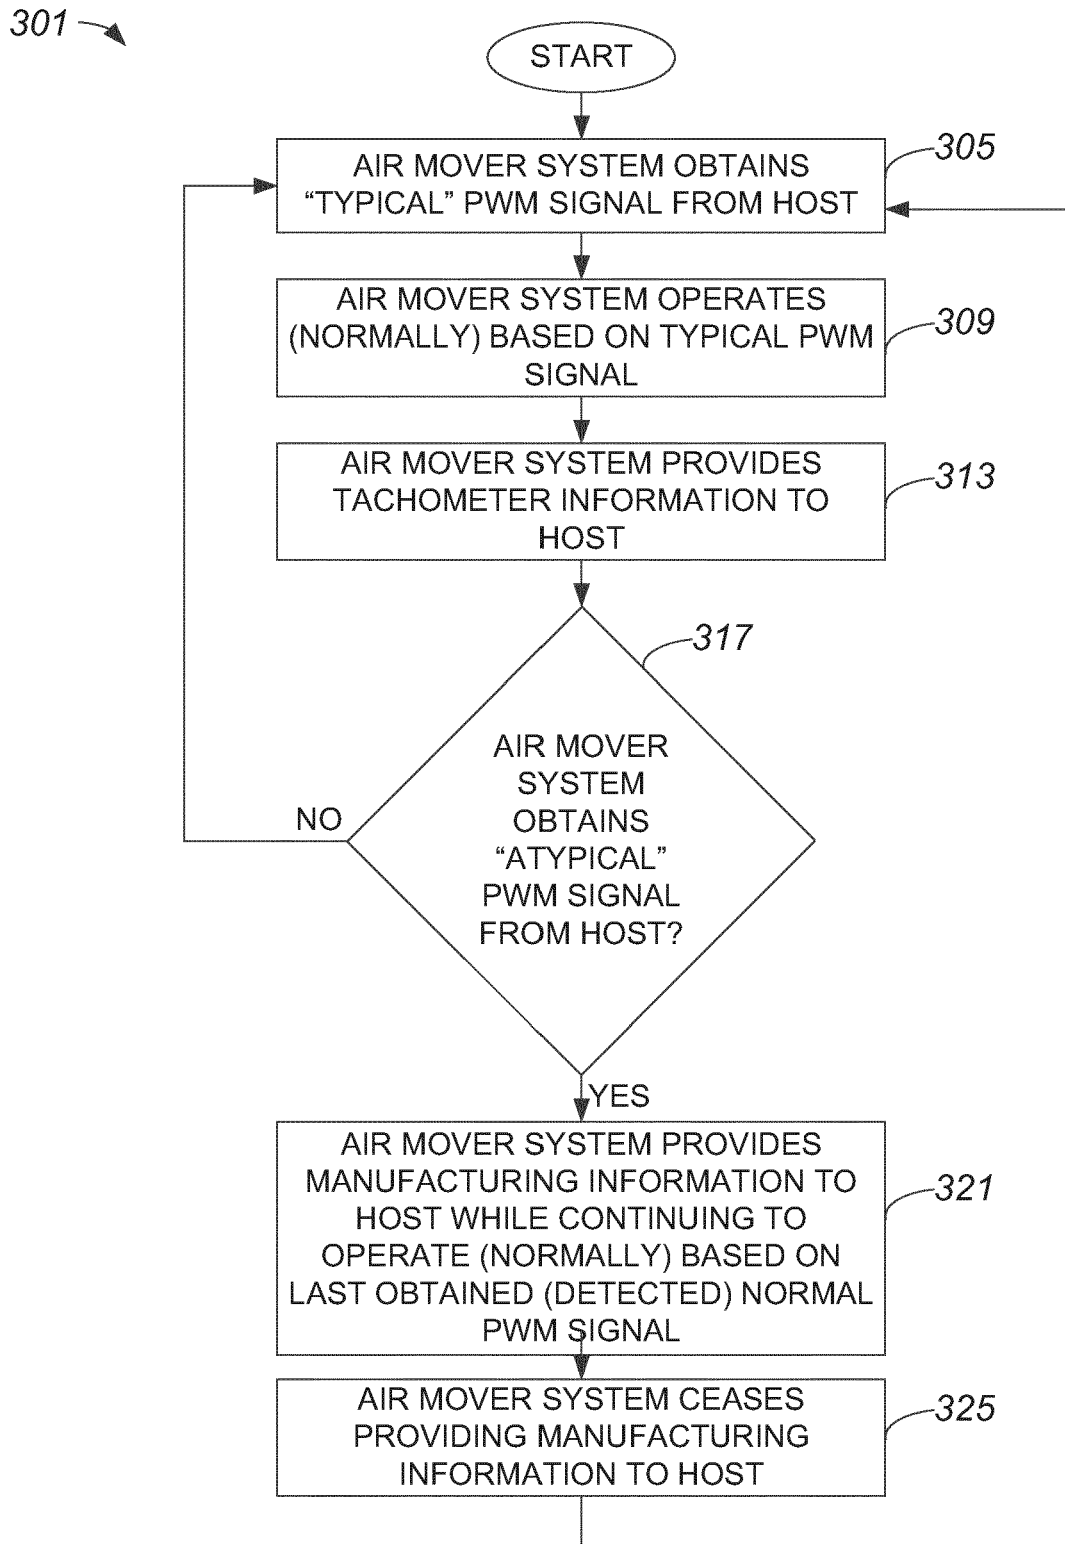 301
START
AIR MOVER SYSTEM OBTAINS
“TYPICAL” PWM SIGNAL FROM HOST
305
AIR MOVER SYSTEM OPERATES
(NORMALLY) BASED ON TYPICAL PWM
SIGNAL
309
AIR MOVER SYSTEM PROVIDES
TACHOMETER INFORMATION TO
HOST
313
317
AIR MOVER
SYSTEM
OBTAINS
“ATYPICAL”
PWM SIGNAL
FROM HOST?
NO
YES
AIR MOVER SYSTEM PROVIDES
MANUFACTURING INFORMATION TO
HOST WHILE CONTINUING TO
OPERATE (NORMALLY) BASED ON
LAST OBTAINED (DETECTED) NORMAL
PWM SIGNAL
321
AIR MOVER SYSTEM CEASES
PROVIDING MANUFACTURING
INFORMATION TO HOST
325